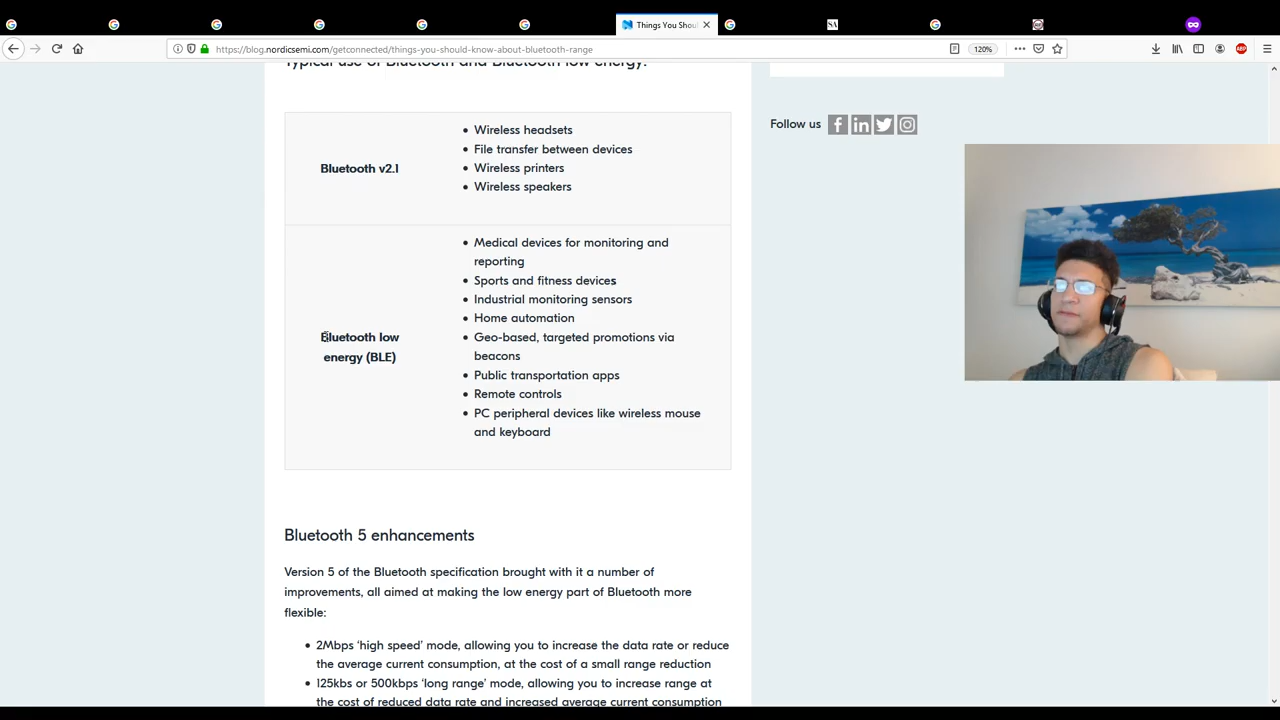 Things You Shou
https://blog.nordicsemi.com/getconnected/things-you-should-know-about-bluetooth-range
120%
ABP
SA
Typical use of Bluetooth and Bluetooth low energy:
Bluetooth v2.1
• Wireless headsets
• File transfer between devices
• Wireless printers
• Wireless speakers
Bluetooth low
energy (BLE)
• Medical devices for monitoring and
reporting
• Sports and fitness devices
• Industrial monitoring sensors
• Home automation
• Geo-based, targeted promotions via
beacons
• Public transportation apps
• Remote controls
• PC peripheral devices like wireless mouse
and keyboard
Follow us
Bluetooth 5 enhancements
Version 5 of the Bluetooth specification brought with it a number of
improvements, all aimed at making the low energy part of Bluetooth more
flexible:
• 2Mbps ‘high speed’ mode, allowing you to increase the data rate or reduce
the average current consumption, at the cost of a small range reduction
• 125kbs or 500kbps ‘long range’ mode, allowing you to increase range at
the cost of reduced data rate and increased average current consumption